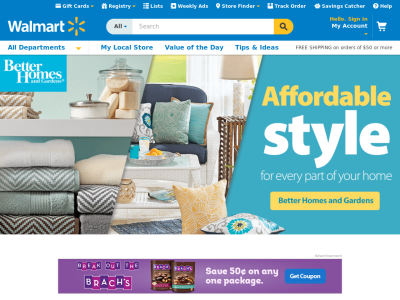 Gift Cards Registry Lists Weekly Ads Store Finder Track Order Savings Catcher Help
Walmart All Search Hello. Sign In
My Account
All Departments My Local Store Value of the Day Tips & Ideas FREE SHIPPING on orders of $50 or more
Better
Homes
and Gardens
Affordable
style
for every part of your home
Better Homes and Gardens
Advertisement
BREAK OUT THE
BRACH'S
BRACH'S BRACH'S
Save 50¢ on any
one package.
Get Coupon